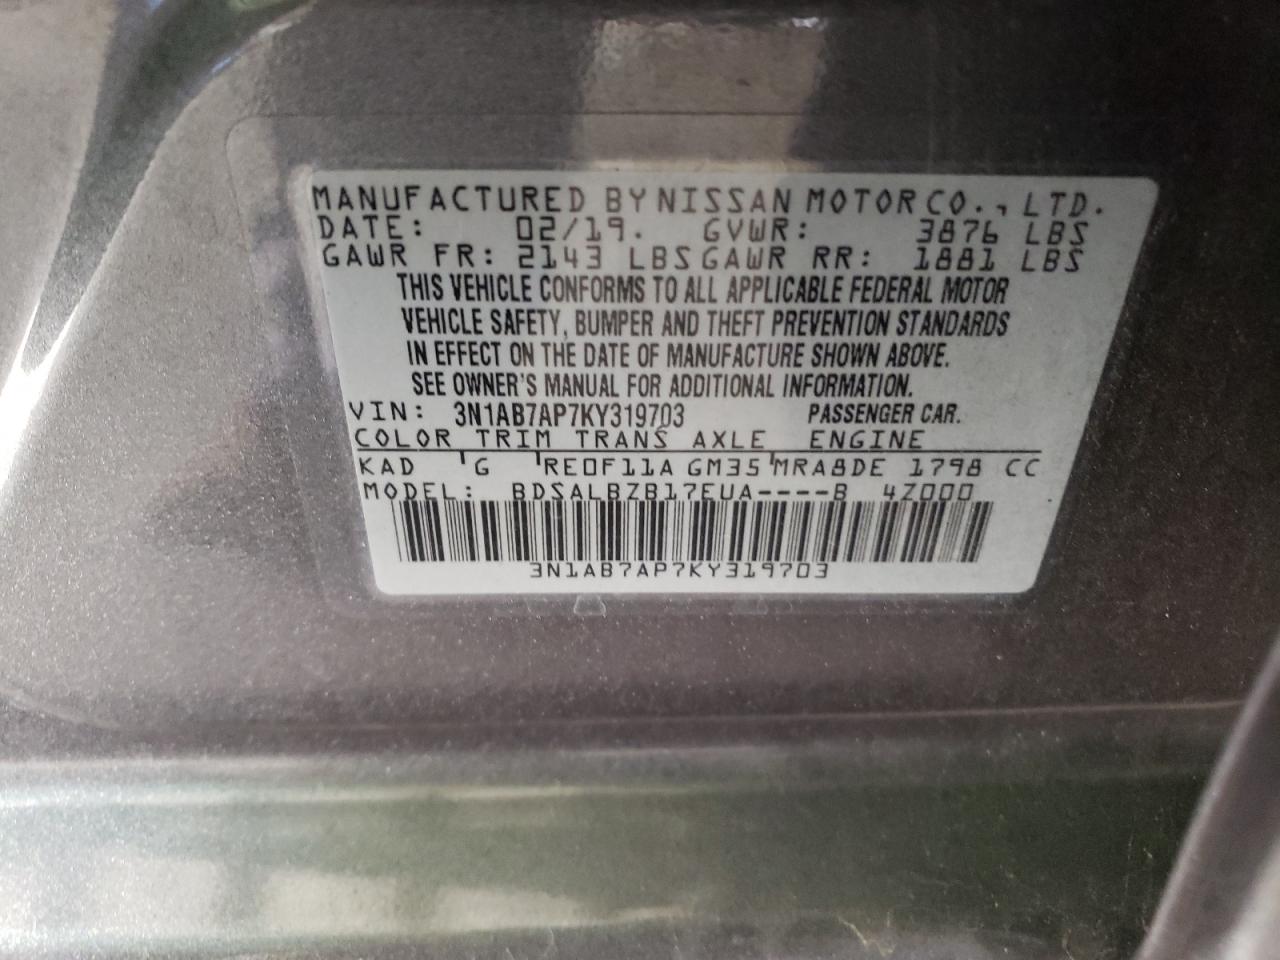 MANUFACTURED BY NISSAN MOTOR CO., LTD.
DATE: 02/19. GVWR: 3876 LBS
GAWR FR: 2143 LBS GAWR RR: 1881 LBS
THIS VEHICLE CONFORMS TO ALL APPLICABLE FEDERAL MOTOR
VEHICLE SAFETY, BUMPER AND THEFT PREVENTION STANDARDS
IN EFFECT ON THE DATE OF MANUFACTURE SHOWN ABOVE.
SEE OWNER'S MANUAL FOR ADDITIONAL INFORMATION.
VIN: 3N1AB7AP7KY319703 PASSENGER CAR.
COLOR TRIM TRANS AXLE ENGINE
KAD G RE0F11A GM35 MRA8DE 1798 CC
MODEL: BDSALBZB17EUA----B 4Z000
3N1AB7AP7KY319703